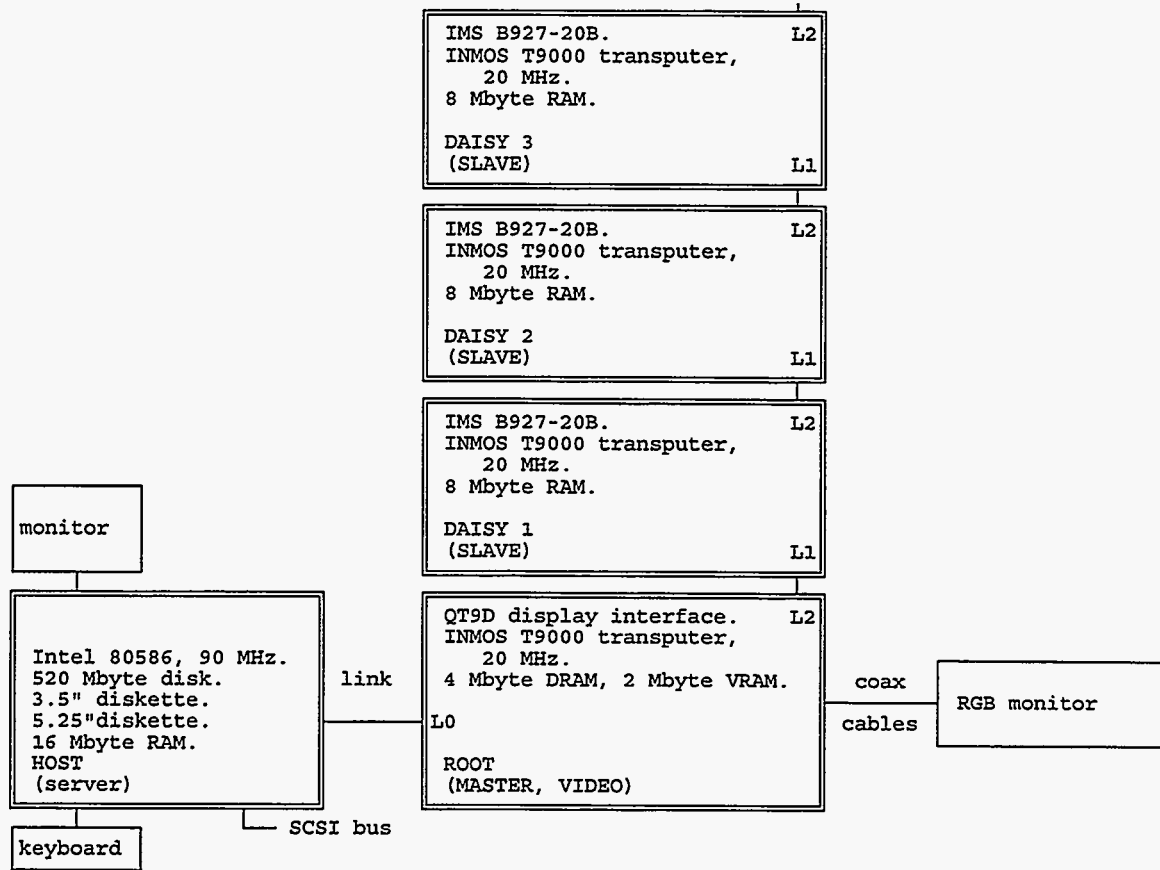 IMS B927-20B. L2
INMOS T9000 transputer,
20 MHz.
8 Mbyte RAM.
DAISY 3
(SLAVE) L1
IMS B927-20B. L2
INMOS T9000 transputer,
20 MHz.
8 Mbyte RAM.
DAISY 2
(SLAVE) L1
IMS B927-20B. L2
INMOS T9000 transputer,
20 MHz.
8 Mbyte RAM.
DAISY 1
(SLAVE) L1
monitor
Intel 80586, 90 MHz.
520 Mbyte disk.
3.5" diskette.
5.25"diskette.
16 Mbyte RAM.
HOST
(server)
keyboard
SCSI bus
link
QT9D display interface. L2
INMOS T9000 transputer,
20 MHz.
4 Mbyte DRAM, 2 Mbyte VRAM.
L0
ROOT
(MASTER, VIDEO)
coax
cables
RGB monitor